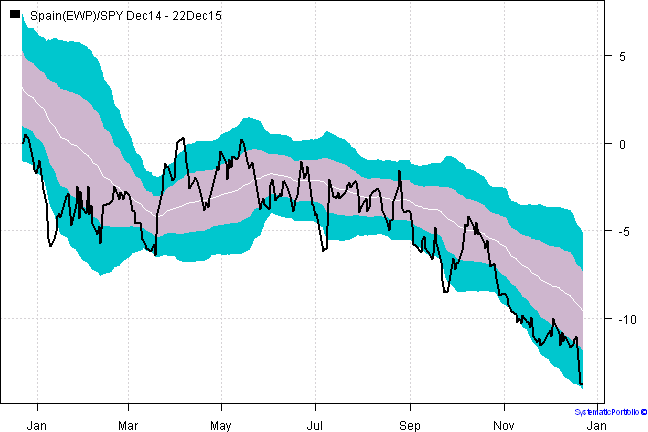 Spain(EWP)/SPY Dec14 - 22Dec15
5
0
-5
-10
SystematicPortfolio ©
Jan Mar May Jul Sep Nov Jan